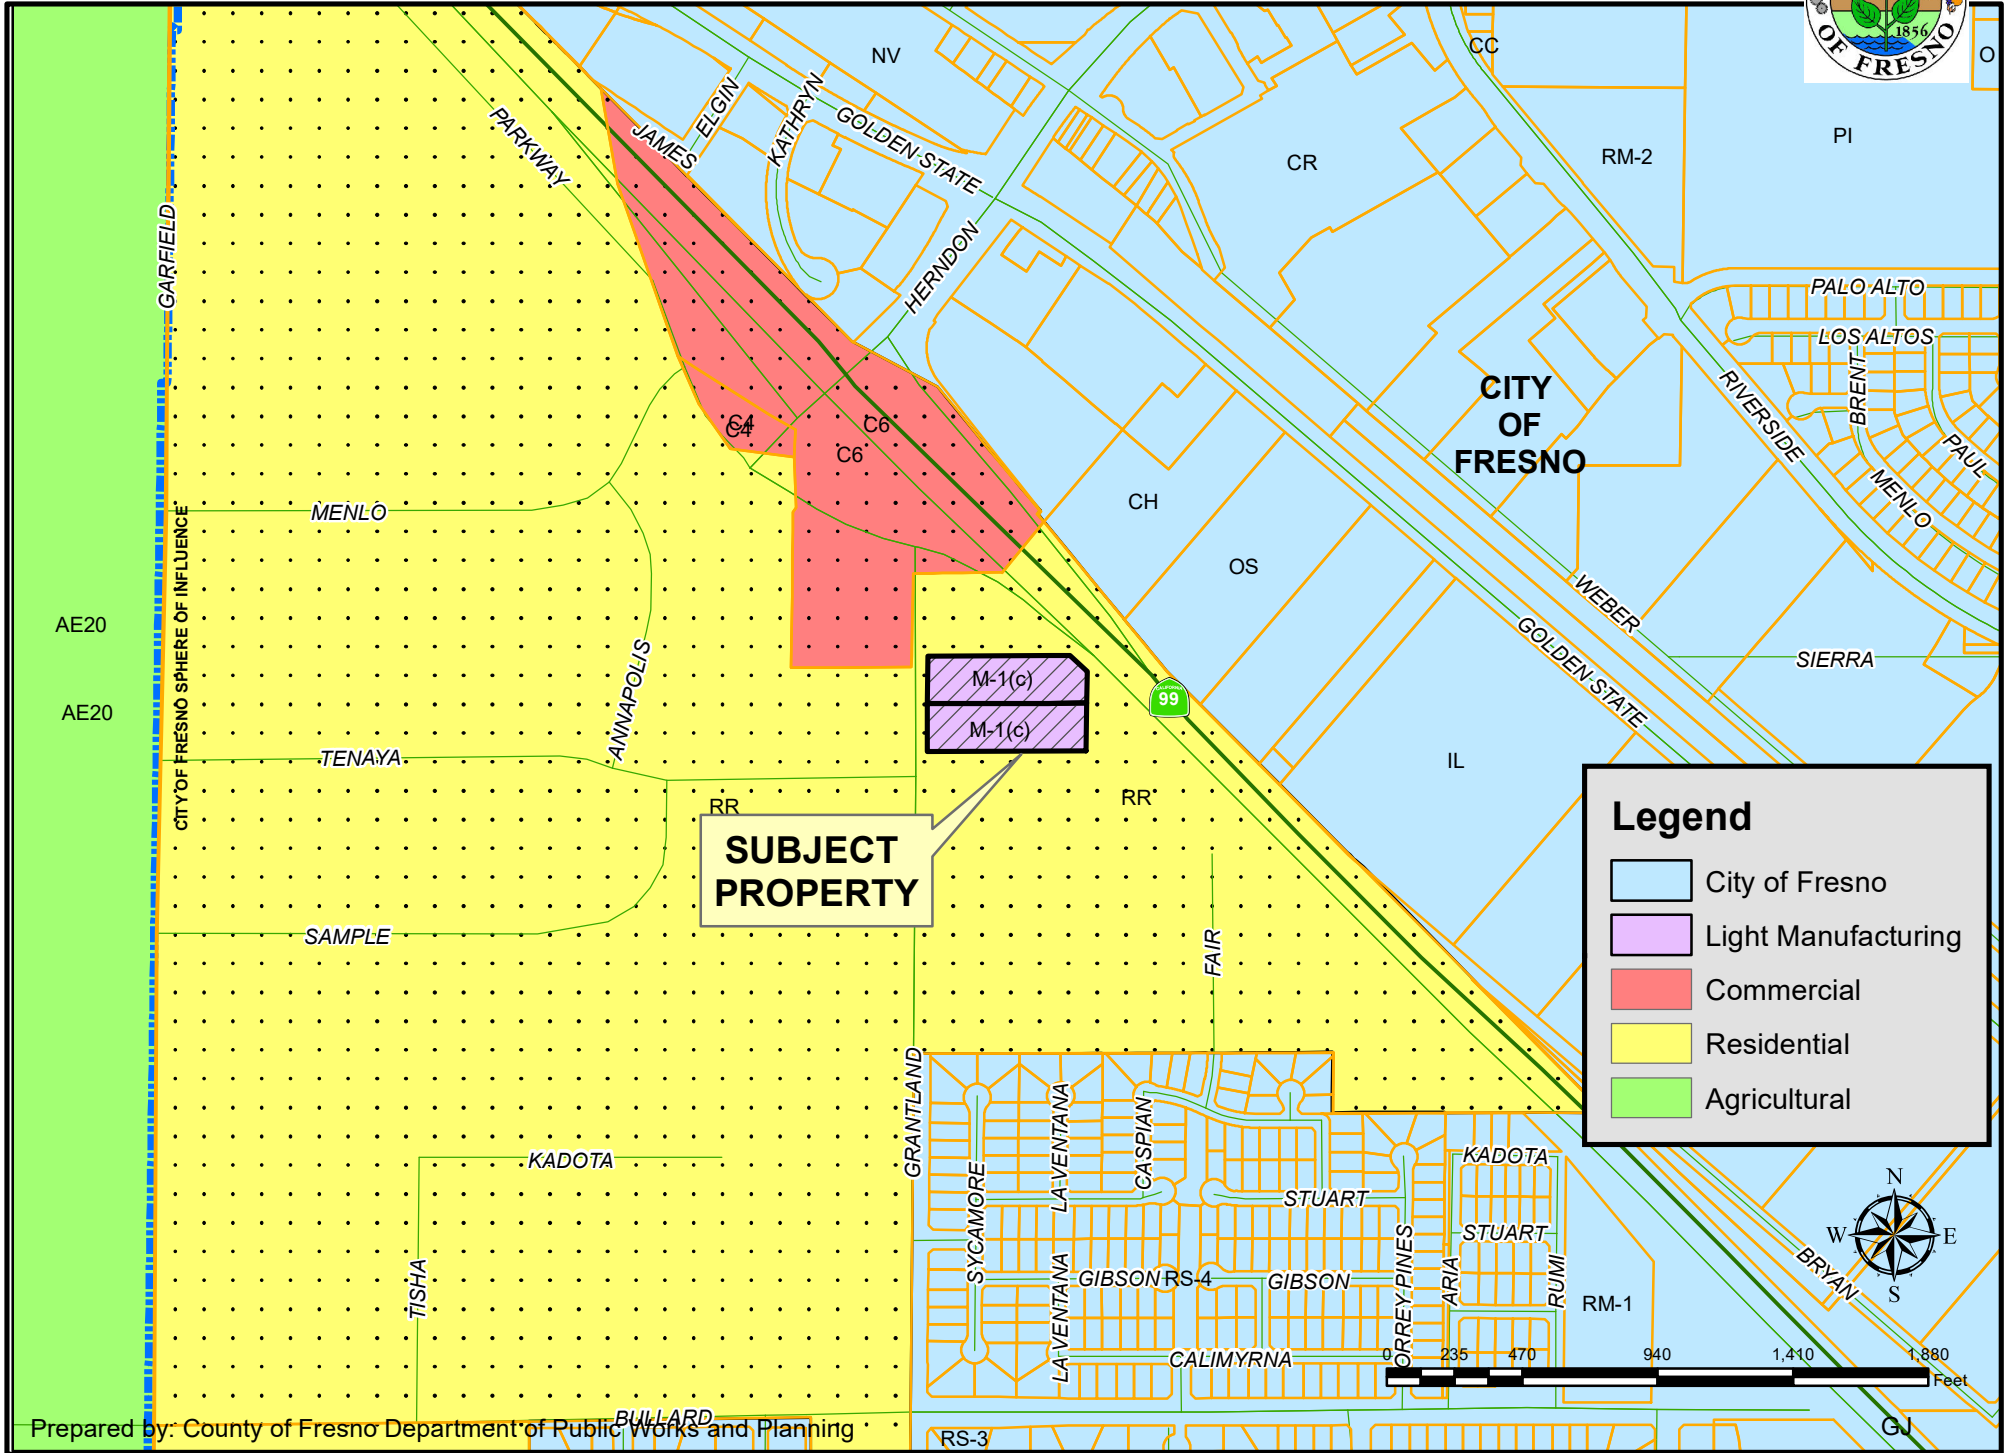 OF FRESNO
1856
NV
CC
O
ELGIN
KATHRYN
GOLDEN STATE
PARKWAY
JAMES
CR
RM-2
PI
GARFIELD
HERNDON
PALO ALTO
LOS ALTOS
BRENT
RIVERSIDE
PAUL
MENLO
CITY
OF
FRESNO
C4
C4
C6
C6
CH
MENLO
OS
CITY OF FRESNO SPHERE OF INFLUENCE
AE20
AE20
ANNAPOLIS
WEBER
GOLDEN STATE
SIERRA
M-1(c)
M-1(c)
CALIFORNIA
99
TENAYA
IL
RR
RR
SUBJECT
PROPERTY
SAMPLE
FAIR
Legend
City of Fresno
Light Manufacturing
Commercial
Residential
Agricultural
GRANTLAND
KADOTA
TISHA
SYCAMORE
LA VENTANA
CASPIAN
STUART
KADOTA
STUART
LA VENTANA
GIBSON
RS-4
GIBSON
ORREY PINES
ARIA
RUMI
RM-1
CALIMYRNA
BRYAN
N
W
E
S
0
235
470
940
1,410
1,880
Feet
BULLARD
Prepared by: County of Fresno Department of Public Works and Planning
RS-3
GJ